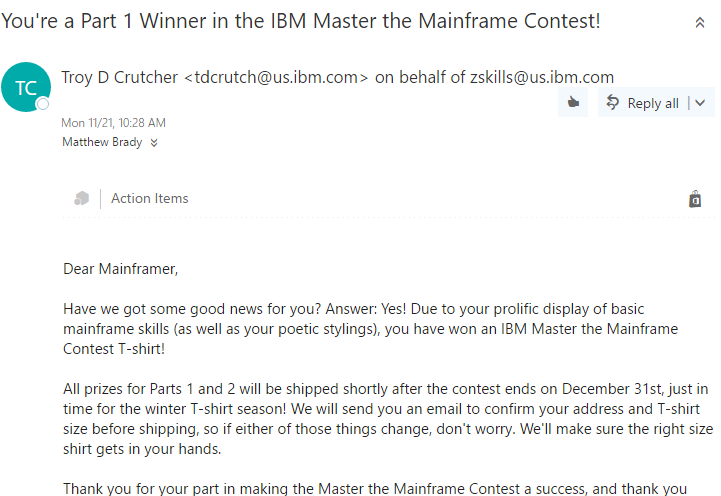 You're a Part 1 Winner in the IBM Master the Mainframe Contest!
TC
Troy D Crutcher <tdcrutch@us.ibm.com> on behalf of zskills@us.ibm.com
Reply all
Mon 11/21, 10:28 AM
Matthew Brady
Action Items
Dear Mainframer,
Have we got some good news for you? Answer: Yes! Due to your prolific display of basic
mainframe skills (as well as your poetic stylings), you have won an IBM Master the Mainframe
Contest T-shirt!
All prizes for Parts 1 and 2 will be shipped shortly after the contest ends on December 31st, just in
time for the winter T-shirt season! We will send you an email to confirm your address and T-shirt
size before shipping, so if either of those things change, don't worry. We'll make sure the right size
shirt gets in your hands.
Thank you for your part in making the Master the Mainframe Contest a success, and thank you